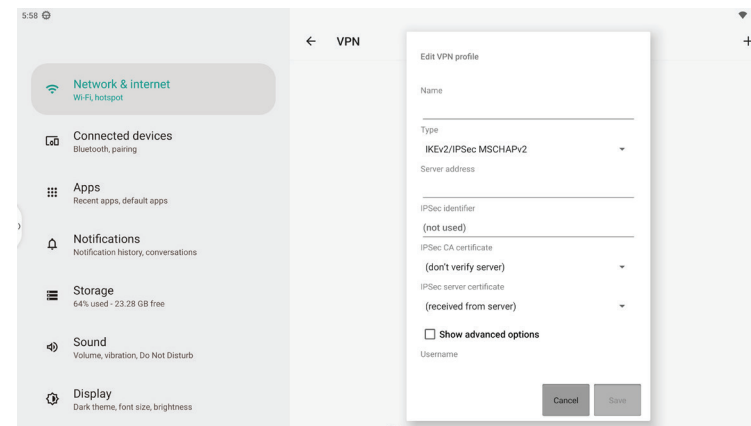 5:58
Network & internet
Wi-Fi, hotspot
Connected devices
Bluetooth, pairing
Apps
Recent apps, default apps
Notifications
Notification history, conversations
Storage
64% used - 23.28 GB free
Sound
Volume, vibration, Do Not Disturb
Display
Dark theme, font size, brightness
VPN
Edit VPN profile
Name
Type
IKEv2/IPSec MSCHAPv2
Server address
IPSec identifier
(not used)
IPSec CA certificate
(don't verify server)
IPSec server certificate
(received from server)
Show advanced options
Username
Cancel
Save